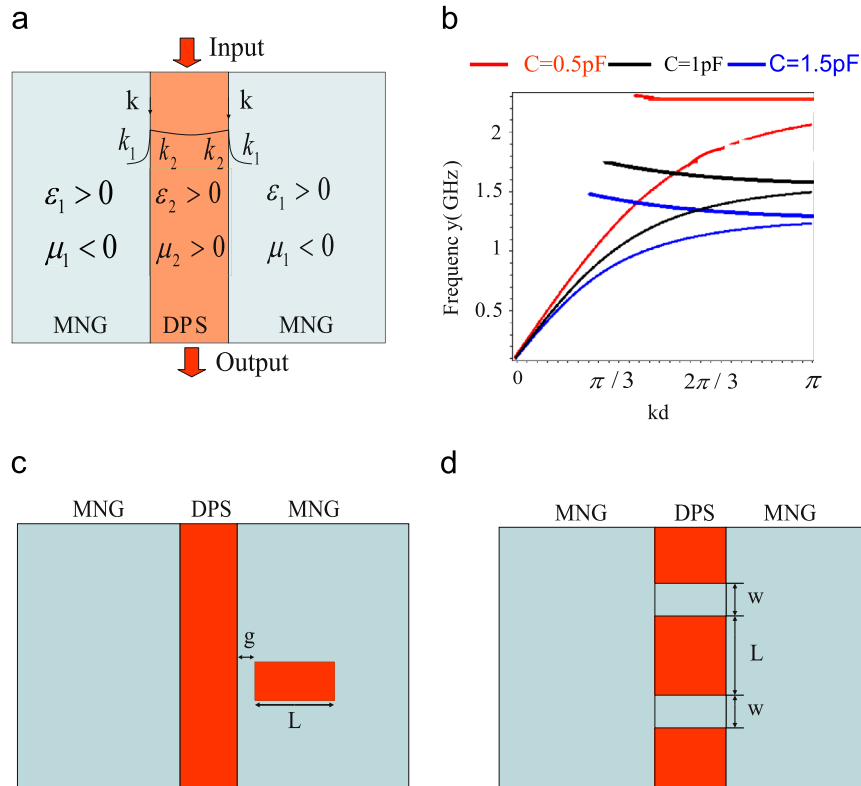 a
Input
k k
k₁ k₂ k₂ k₁
ε₁ > 0 ε₂ > 0 ε₁ > 0
μ₁ < 0 μ₂ > 0 μ₁ < 0
MNG DPS MNG
Output
b
C=0.5pF C=1pF C=1.5pF
Frequenc y( GHz)
2
1.5
1
0.5
0 π / 3 2π / 3 π
kd
c
MNG DPS MNG
g
L
d
MNG DPS MNG
w
L
w